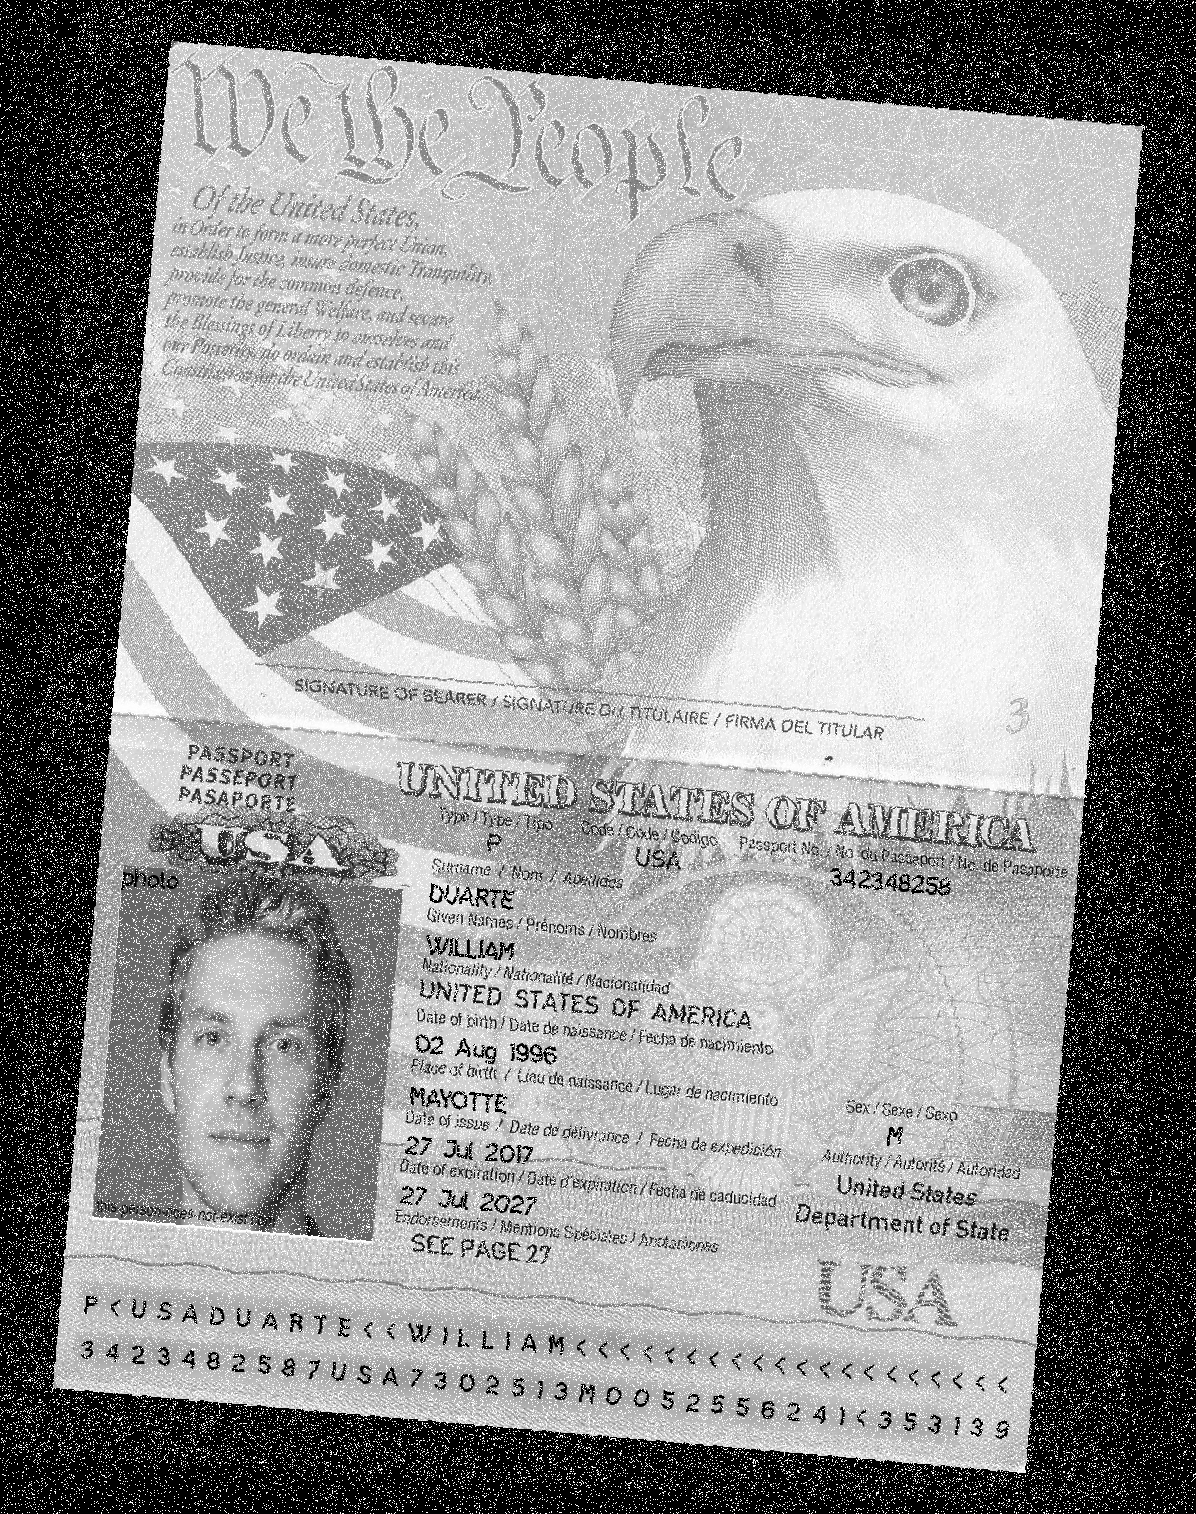 We the People
Of the United States,
in Order to form a more perfect Union,
establish Justice, insure domestic Tranquility,
provide for the common defence,
promote the general Welfare, and secure
the Blessings of Liberty to ourselves and
our Posterity, do ordain and establish this
Constitution for the United States of America.
SIGNATURE OF BEARER / SIGNATURE DU TITULAIRE / FIRMA DEL TITULAR
3
PASSPORT
PASSEPORT
PASAPORTE
UNITED STATES OF AMERICA
USA
Type / Type / Tipo Code / Code / Codigo Passport No. / No. du Passeport / No. de Pasaporte
P USA 342348258
photo
Surname / Nom / Apellidos
DUARTE
Given Names / Prénoms / Nombres
WILLIAM
Nationality / Nationalité / Nacionalidad
UNITED STATES OF AMERICA
Date of birth / Date de naissance / Fecha de nacimiento
02 Aug 1996
Place of birth / Lieu de naissance / Lugar de nacimiento
MAYOTTE
Sex / Sexe / Sexo
M
Date of issue / Date de délivrance / Fecha de expedición
27 Jul 2017
Authority / Autorité / Autoridad
United States
Department of State
Date of expiration / Date d'expiration / Fecha de caducidad
27 Jul 2027
Endorsements / Mentions Spéciales / Anotaciones
SEE PAGE 27
this person does not exist
USA
P<USADUARTE<<WILLIAM<<<<<<<<<<<<<<<<<<<<
3423482587USA7302513M0052556241<353139